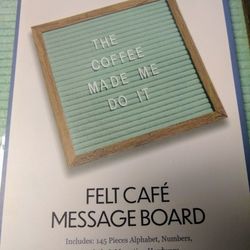 THE
COFFEE
MADE ME
DO IT
FELT CAFÉ
MESSAGE BOARD
Includes: 145 Pieces Alphabet, Numbers,